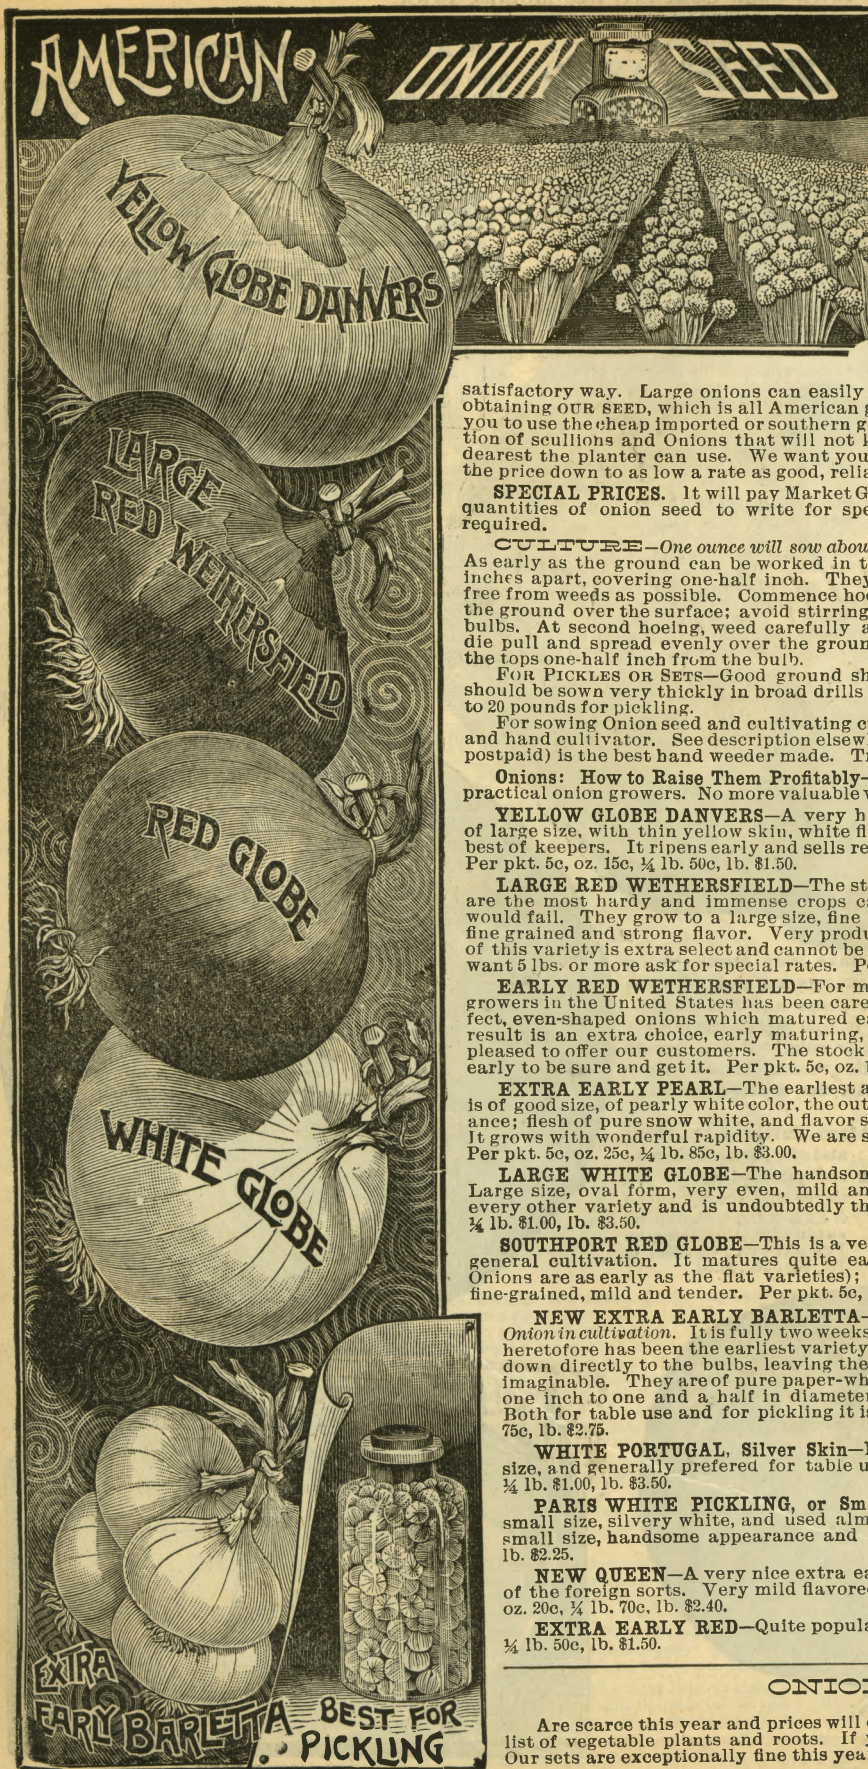 AMERICAN ONION SEED
YELLOW GLOBE DANVERS
LARGE
RED WETHERSFIELD
RED GLOBE
WHITE GLOBE
EXTRA
EARLY BARLETTA
BEST FOR
PICKLING
satisfactory way. Large onions can easily
obtaining OUR SEED, which is all American
you to use the cheap imported or southern
tion of scullions and Onions that will not
dearest the planter can use. We want you
the price down to as low a rate as good,
SPECIAL PRICES. It will pay Market
quantities of onion seed to write for
required.
CULTURE—One ounce will sow
As early as the ground can be worked in
inches apart, covering one-half inch. They
free from weeds as possible. Commence
the ground over the surface; avoid stirring
bulbs. At second hoeing, weed carefully
die pull and spread evenly over the
the tops one-half inch from the bulb.
FOR PICKLES OR SETS—Good ground
should be sown very thickly in broad drills
to 20 pounds for pickling.
For sowing Onion seed and cultivating
and hand cultivator. See description
postpaid) is the best hand weeder made.
Onions: How to Raise Them Profitably—
practical onion growers. No more valuable
YELLOW GLOBE DANVERS—A very
of large size, with thin yellow skin, white
best of keepers. It ripens early and sells
Per pkt. 5c, oz. 15c, ¼ lb. 50c, lb. $1.50.
LARGE RED WETHERSFIELD—The
are the most hardy and immense crops
would fail. They grow to a large size, fine
fine grained and strong flavor. Very
of this variety is extra select and cannot be
want 5 lbs. or more ask for special rates.
EARLY RED WETHERSFIELD—For
growers in the United States has been
fect, even-shaped onions which matured
result is an extra choice, early maturing,
pleased to offer our customers. The stock
early to be sure and get it. Per pkt. 5c, oz.
EXTRA EARLY PEARL—The earliest
is of good size, of pearly white color, the
ance; flesh of pure snow white, and flavor
It grows with wonderful rapidity. We are
Per pkt. 5c, oz. 25c, ¼ lb. 85c, lb. $3.00.
LARGE WHITE GLOBE—The
Large size, oval form, very even, mild
every other variety and is undoubtedly
¼ lb. $1.00, lb. $3.50.
SOUTHPORT RED GLOBE—This is a
general cultivation. It matures quite
Onions are as early as the flat varieties);
fine-grained, mild and tender. Per pkt. 5c,
NEW EXTRA EARLY BARLETTA—
Onion in cultivation. It is fully two weeks
heretofore has been the earliest variety
down directly to the bulbs, leaving the
imaginable. They are of pure
one inch to one and a half in
Both for table use and for pickling it
75c, lb. $2.75.
WHITE PORTUGAL, Silver Skin—
size, and generally prefered for table
¼ lb. $1.00, lb. $3.50.
PARIS WHITE PICKLING, or
small size, silvery white, and used
small size, handsome appearance and
lb. $2.25.
NEW QUEEN—A very nice extra
of the foreign sorts. Very mild
oz. 20c, ¼ lb. 70c, lb. $2.40.
EXTRA EARLY RED—Quite
¼ lb. 50c, lb. $1.50.
Are scarce this year and prices will
list of vegetable plants and roots. If
Our sets are exceptionally fine this